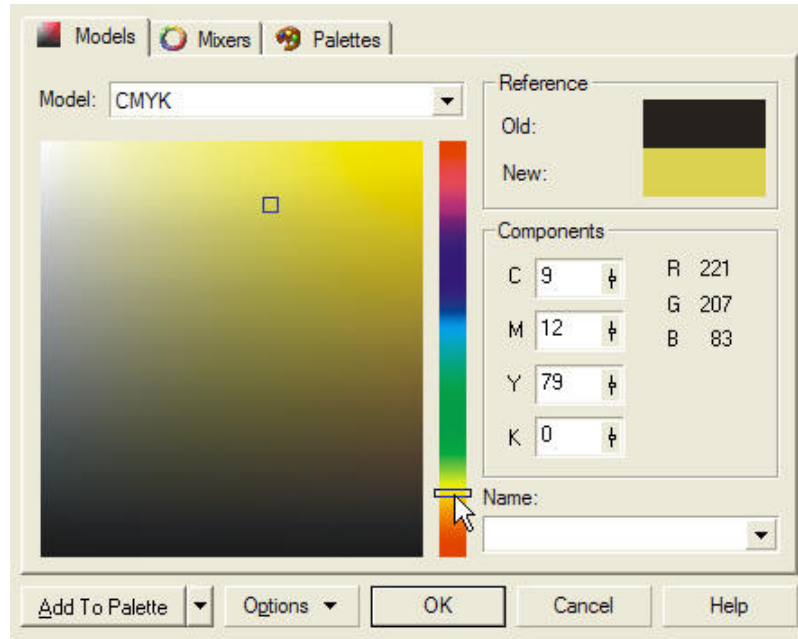 Models Mixers Palettes
Model: CMYK
Reference
Old:
New:
Components
C 9 R 221
G 207
M 12 B 83
Y 79
K 0
Name:
Add To Palette Options OK Cancel Help